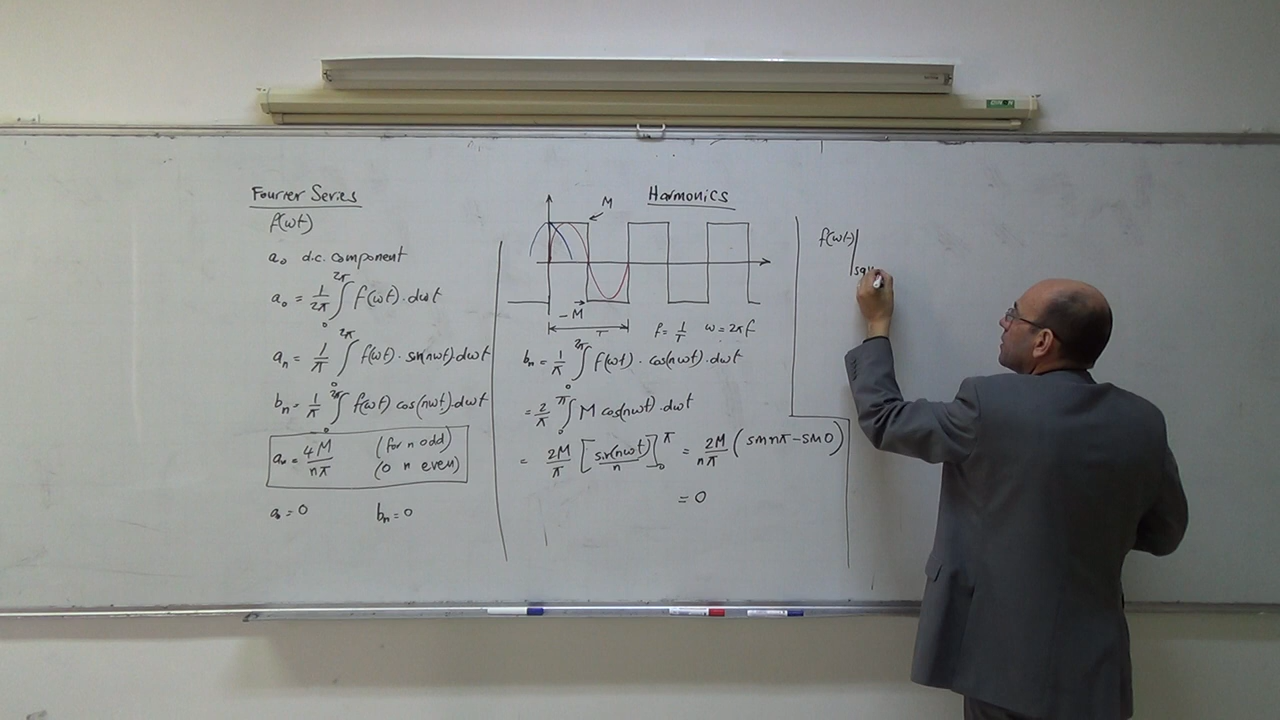 Fourier Series
f(ωt)
a₀ d.c. component
a₀ = 1/2π ∫₀^2π f(ωt)·dωt
aₙ = 1/π ∫₀^2π f(ωt)·sin(nωt)·dωt
bₙ = 1/π ∫₀^2π f(ωt) cos(nωt)·dωt
aₙ = 4M/nπ (for n odd)
(0 n even)
a₀ = 0 bₙ = 0
Harmonics
M
-M
T
f = 1/T ω = 2πf
bₙ = 1/π ∫₀^2π f(ωt)·cos(nωt)·dωt
= 2/π ∫₀^π M cos(nωt)·dωt
= 2M/π [sin(nωt)/n]₀^π = 2M/nπ (sin nπ - sin 0)
= 0
f(ωt)|